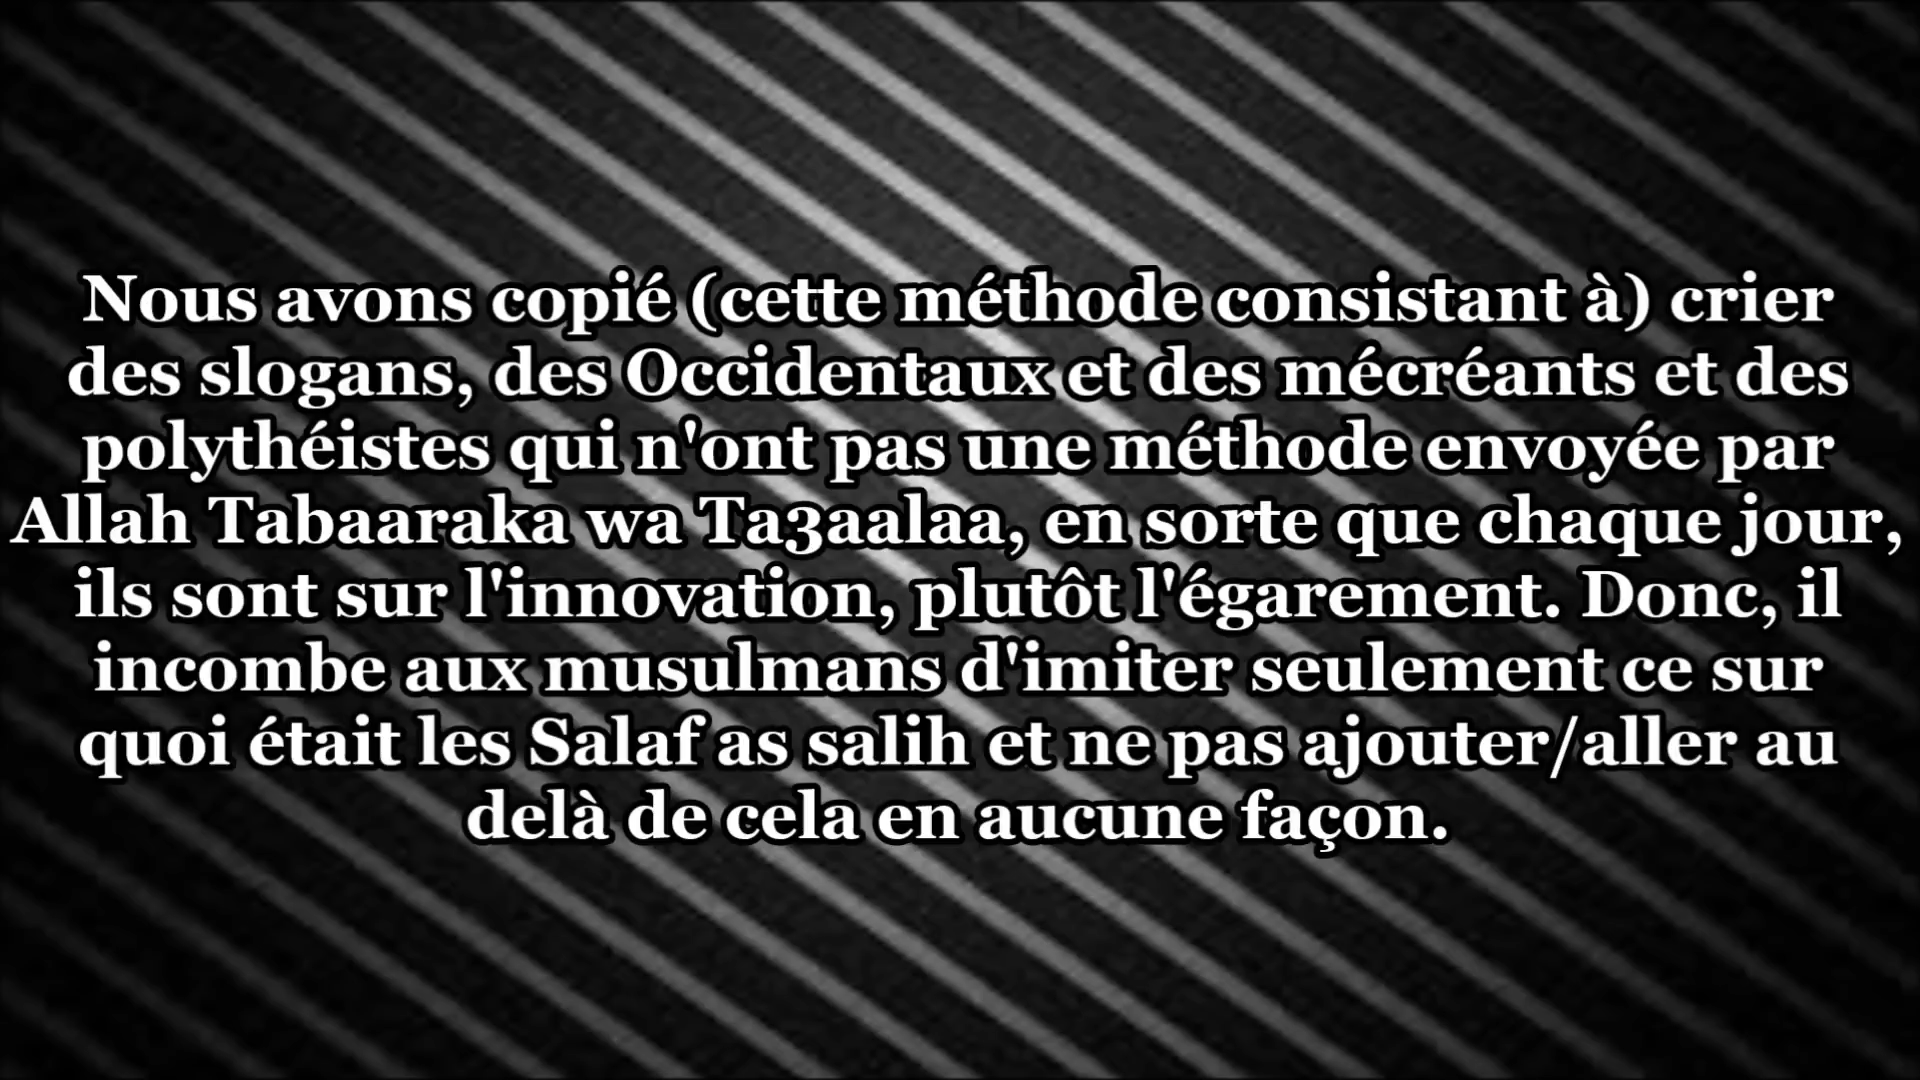 Nous avons copié (cette méthode consistant à) crier
des slogans, des Occidentaux et des mécréants et des
polythéistes qui n'ont pas une méthode envoyée par
Allah Tabaaraka wa Ta3aalaa, en sorte que chaque jour,
ils sont sur l'innovation, plutôt l'égarement. Donc, il
incombe aux musulmans d'imiter seulement ce sur
quoi était les Salaf as salih et ne pas ajouter/aller au
delà de cela en aucune façon.